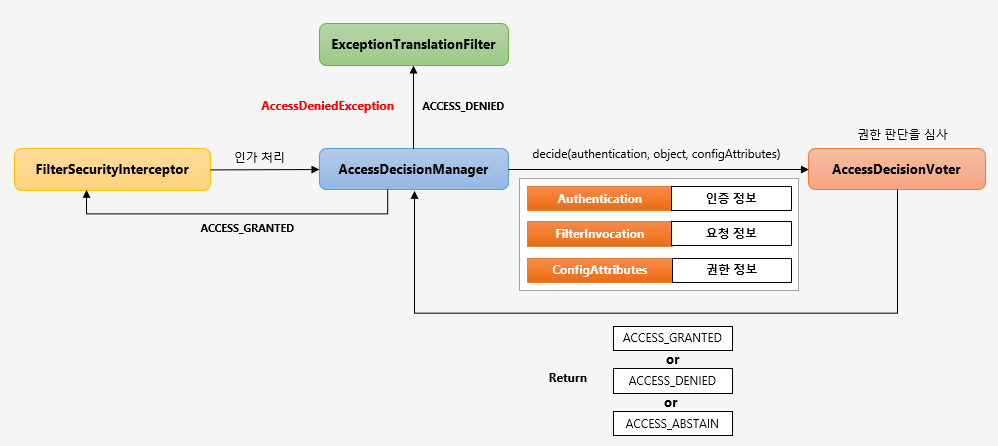 ExceptionTranslationFilter
AccessDeniedException
ACCESS_DENIED
권한 판단을 심사
FilterSecurityInterceptor
인가 처리
AccessDecisionManager
decide(authentication, object, configAttributes)
AccessDecisionVoter
Authentication
인증 정보
ACCESS_GRANTED
FilterInvocation
요청 정보
ConfigAttributes
권한 정보
ACCESS_GRANTED
or
Return
ACCESS_DENIED
or
ACCESS_ABSTAIN